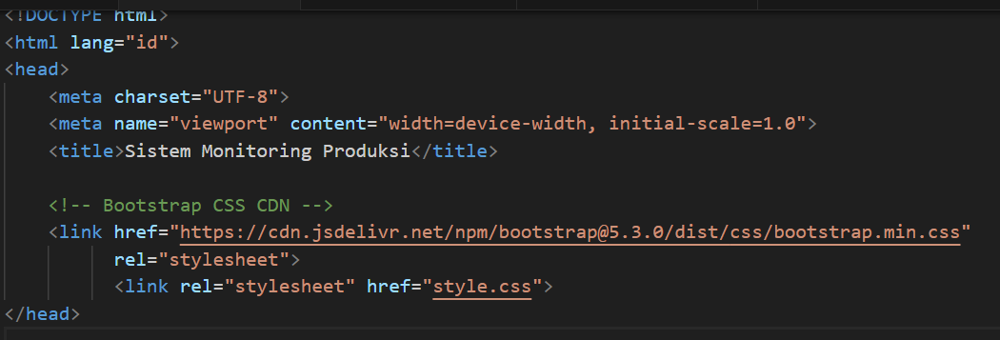 <!DOCTYPE html>
<html lang="id">
<head>
    <meta charset="UTF-8">
    <meta name="viewport" content="width=device-width, initial-scale=1.0">
    <title>Sistem Monitoring Produksi</title>

    <!-- Bootstrap CSS CDN -->
    <link href="https://cdn.jsdelivr.net/npm/bootstrap@5.3.0/dist/css/bootstrap.min.css"
          rel="stylesheet">
          <link rel="stylesheet" href="style.css">
</head>